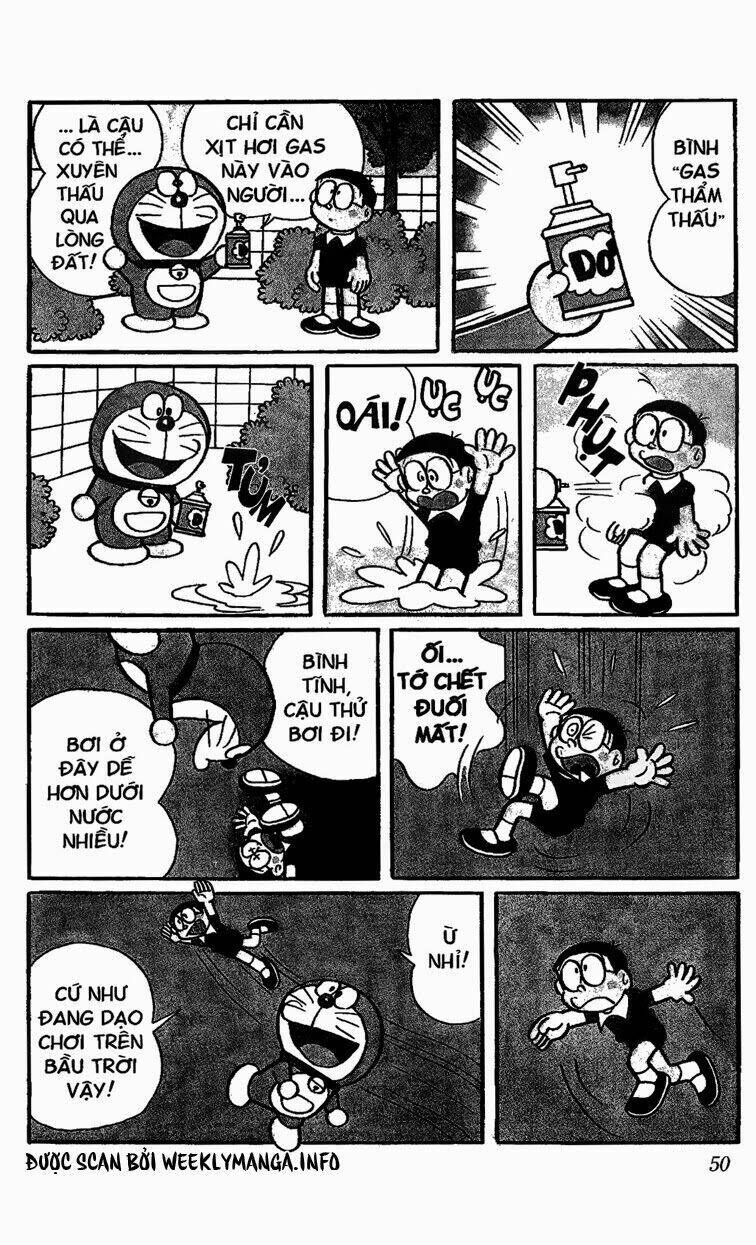 BÌNH
"GAS
THẨM
THẤU"
Dơ
CHỈ CẦN
XỊT HƠI GAS
NÀY VÀO
NGƯỜI...
... LÀ CẬU
CÓ THỂ...
XUYÊN
THẤU
QUA
LÒNG
ĐẤT!
PHỤT
QÁI!
ỤC
ỤC
TỦM
ỐI...
TỚ CHẾT
ĐUỐI
MẤT!
BÌNH
TĨNH,
CẬU THỬ
BƠI ĐI!
BƠI Ở
ĐÂY DỄ
HƠN DƯỚI
NƯỚC
NHIỀU!
Ừ
NHỈ!
CỨ NHƯ
ĐANG DẠO
CHƠI TRÊN
BẦU TRỜI
VẬY!
ĐƯỢC SCAN BỞI WEEKLYMANGA.INFO
50